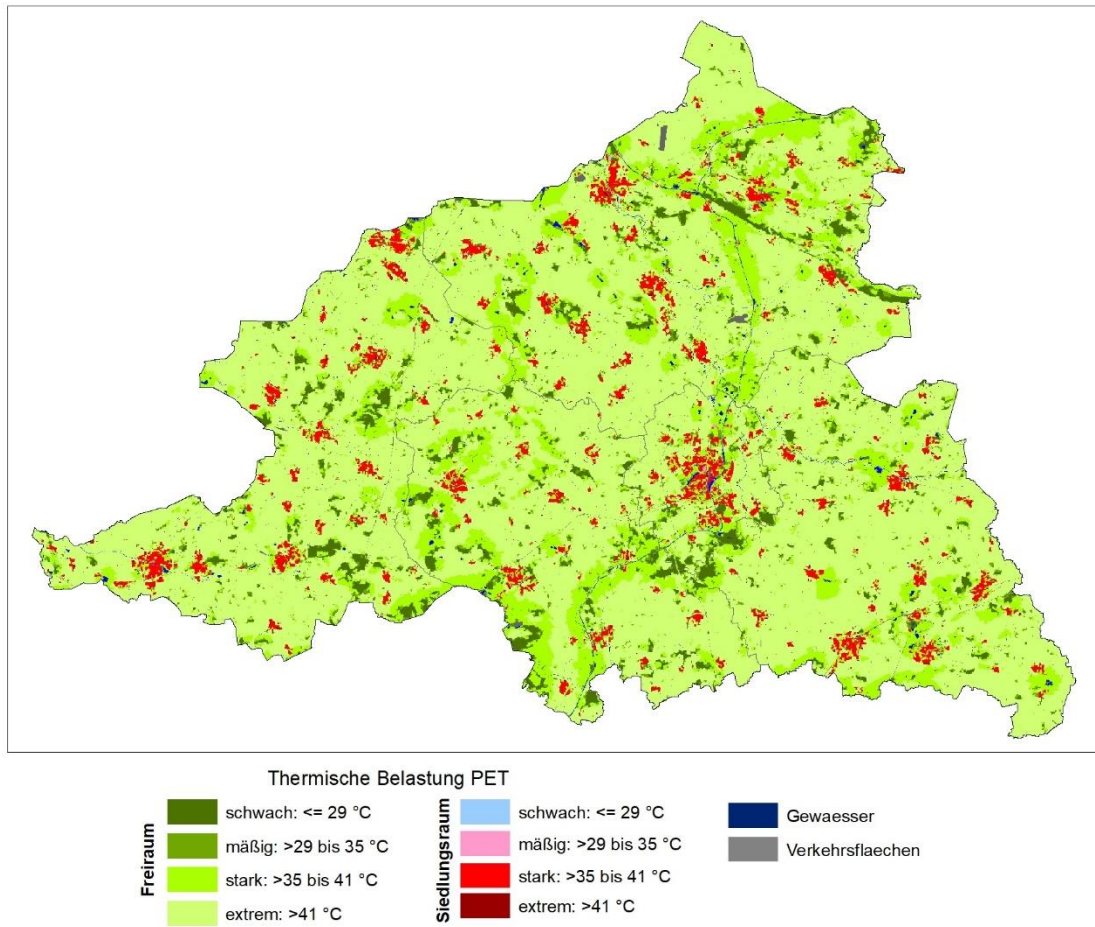 Thermische Belastung PET
Freiraum
schwach: <= 29 °C
mäßig: >29 bis 35 °C
stark: >35 bis 41 °C
extrem: >41 °C
Siedlungsraum
schwach: <= 29 °C
mäßig: >29 bis 35 °C
stark: >35 bis 41 °C
extrem: >41 °C
Gewaesser
Verkehrsflaechen